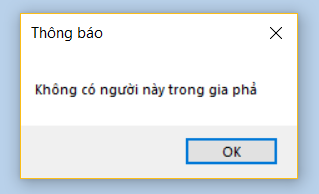 Thông báo
Không có người này trong gia phả
OK